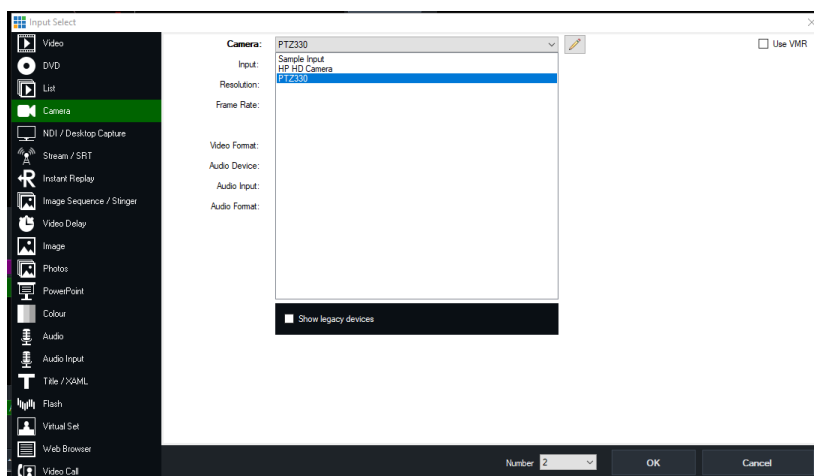 Input Select
Video
DVD
List
Camera
NDI / Desktop Capture
Stream / SRT
Instant Replay
Image Sequence / Stinger
Video Delay
Image
Photos
PowerPoint
Colour
Audio
Audio Input
Title / XAML
Flash
Virtual Set
Web Browser
Video Call
Camera: PTZ330
Use VMR
Input:
Resolution:
Frame Rate:
Video Format:
Audio Device:
Audio Input:
Audio Format:
Sample Input
HP HD Camera
PTZ330
Show legacy devices
Number 2
OK
Cancel